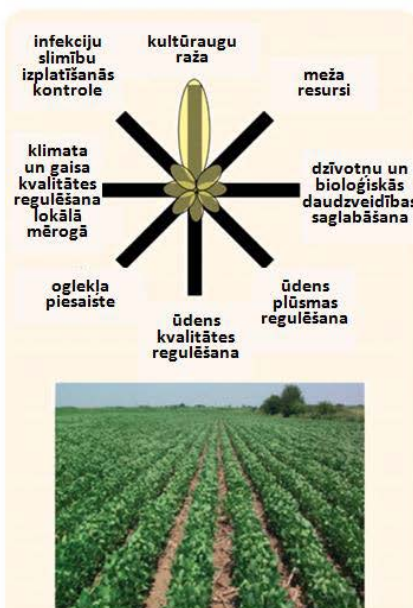 infekciju
slimību
izplatīšanās
kontrole
kultūraugu
raža
meža
resursi
klimata
un gaisa
kvalitātes
regulēšana
lokālā
mērogā
dzīvotņu un
bioloģiskās
daudzveidības
saglabāšana
oglekļa
piesaiste
ūdens
kvalitātes
regulēšana
ūdens
plūsmas
regulēšana